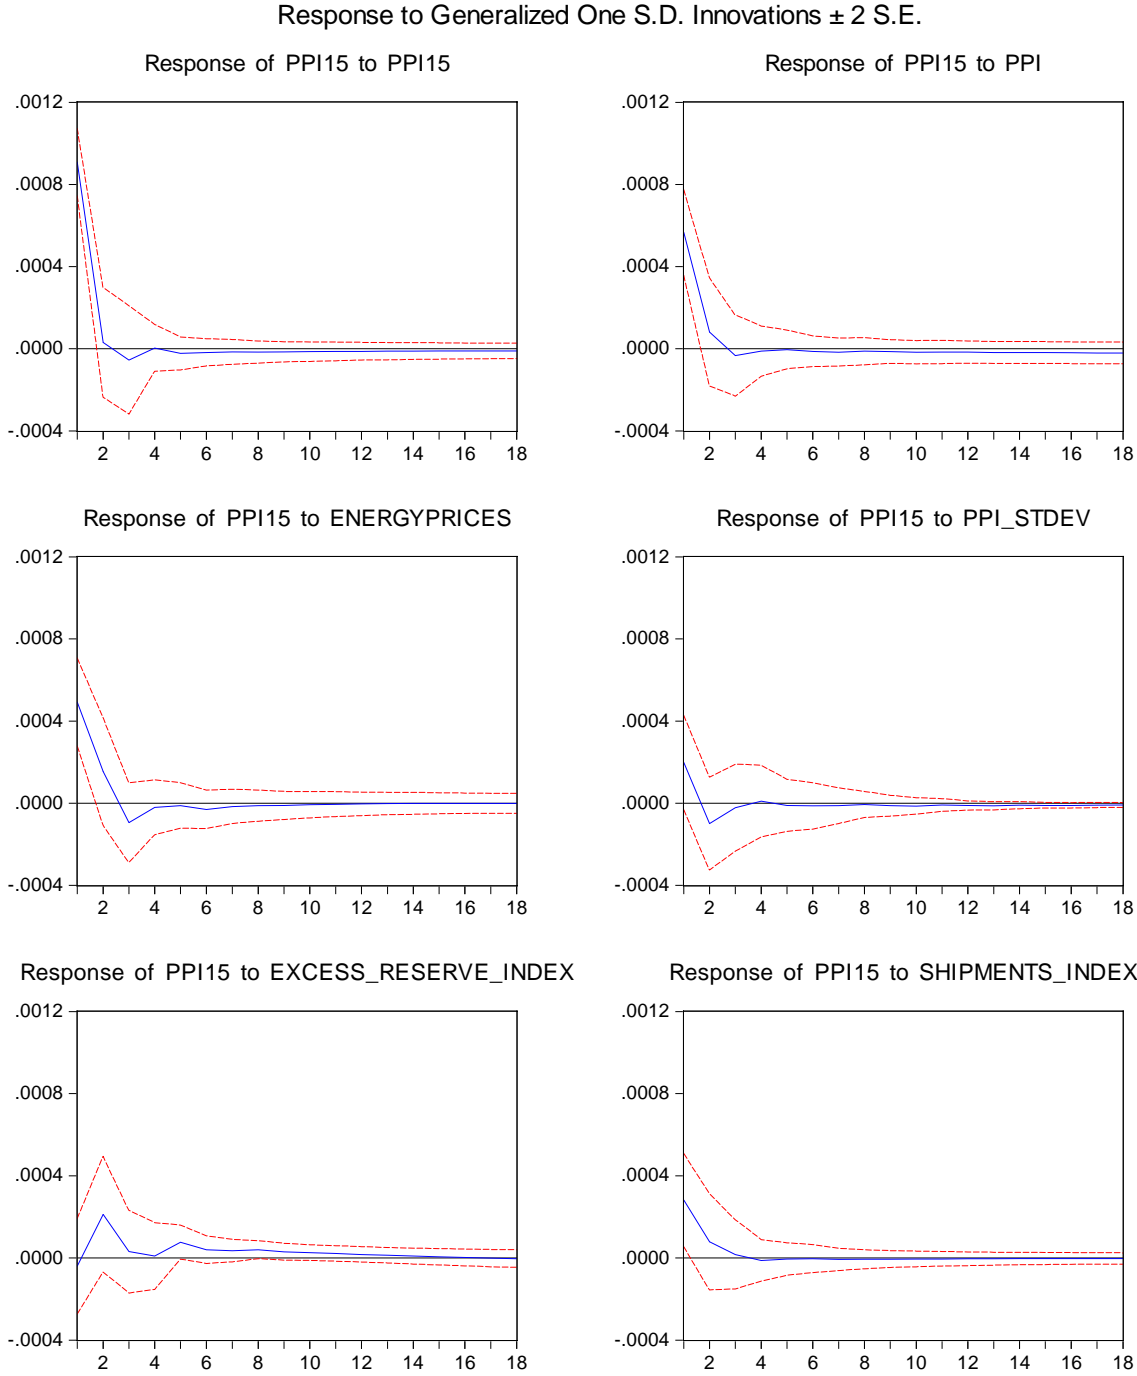 Response to Generalized One S.D. Innovations ± 2 S.E.
Response of PPI15 to PPI15
.0012
.0008
.0004
.0000
-.0004
2 4 6 8 10 12 14 16 18
Response of PPI15 to PPI
.0012
.0008
.0004
.0000
-.0004
2 4 6 8 10 12 14 16 18
Response of PPI15 to ENERGYPRICES
.0012
.0008
.0004
.0000
-.0004
2 4 6 8 10 12 14 16 18
Response of PPI15 to PPI_STDEV
.0012
.0008
.0004
.0000
-.0004
2 4 6 8 10 12 14 16 18
Response of PPI15 to EXCESS_RESERVE_INDEX
.0012
.0008
.0004
.0000
-.0004
2 4 6 8 10 12 14 16 18
Response of PPI15 to SHIPMENTS_INDEX
.0012
.0008
.0004
.0000
-.0004
2 4 6 8 10 12 14 16 18